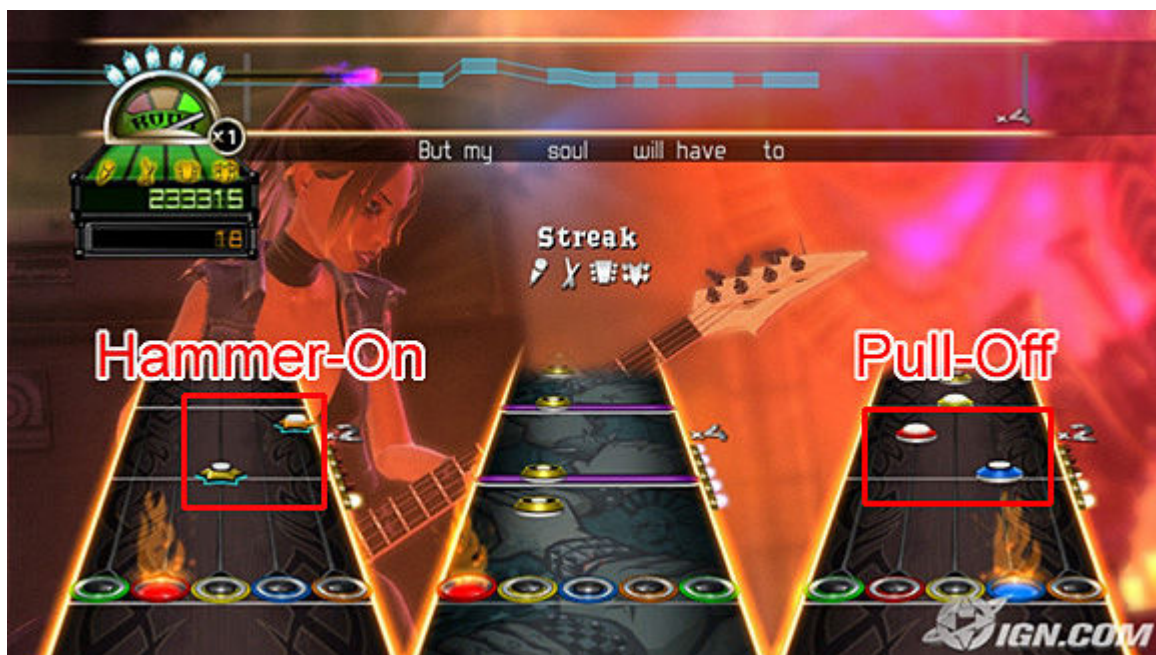 x4
x1
But my soul will have to
233315
18
Streak
Hammer-On
Pull-Off
x2
x4
x2
IGN.COM